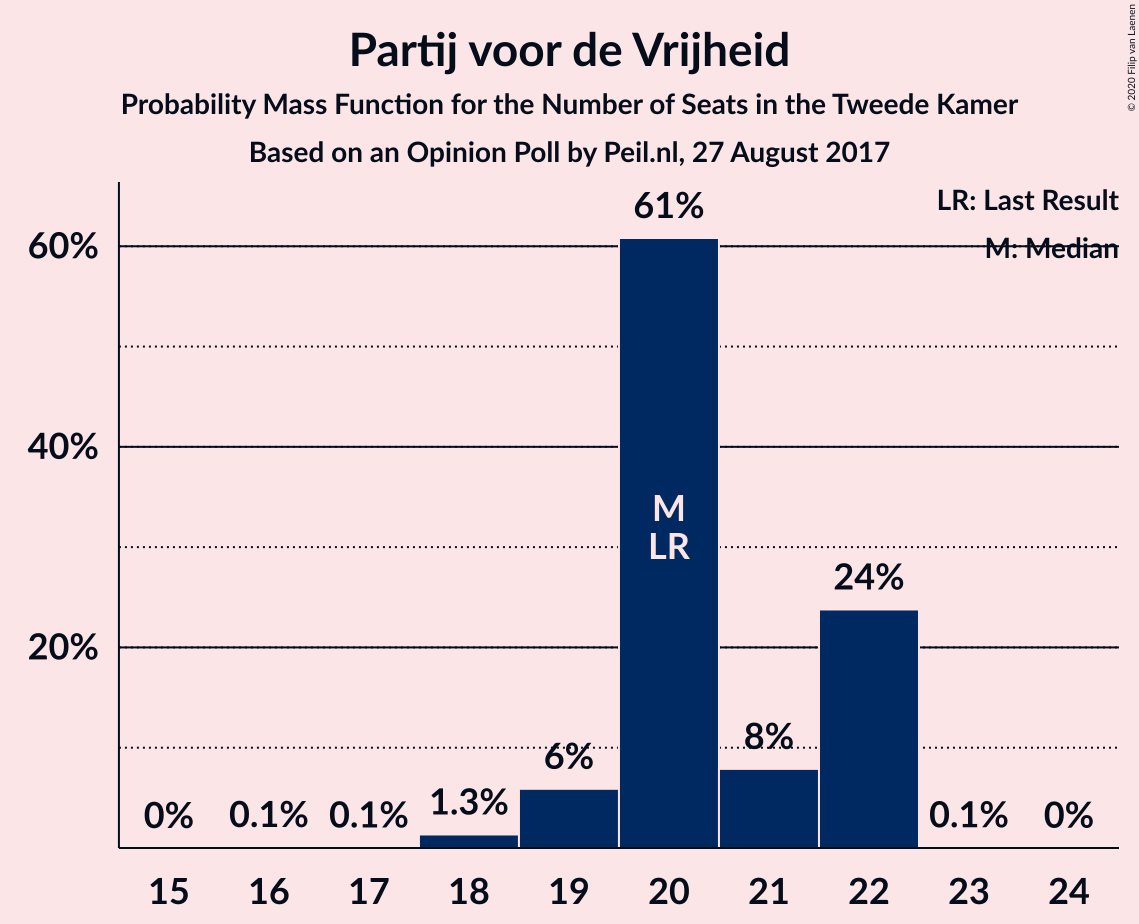 Partij voor de Vrijheid
Probability Mass Function for the Number of Seats in the Tweede Kamer
Based on an Opinion Poll by Peil.nl, 27 August 2017
© 2020 Filip van Laenen
LR: Last Result
M: Median
60%
40%
20%
61%
M
LR
24%
8%
6%
1.3%
0%
0.1%
0.1%
0.1%
0%
15 16 17 18 19 20 21 22 23 24